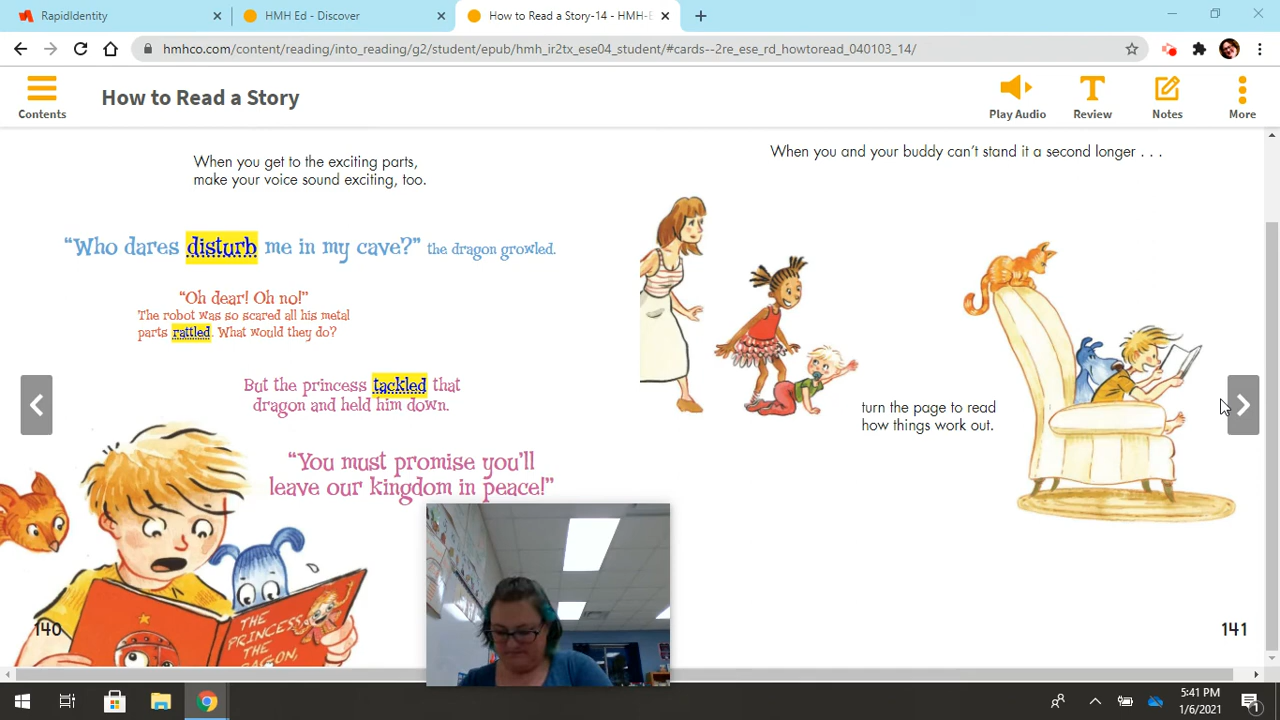 RapidIdentity
HMH Ed - Discover
How to Read a Story-14 - HMH-E
hmhco.com/content/reading/into_reading/g2/student/epub/hmh_ir2tx_ese04_student/#cards--2re_ese_rd_howtoread_040103_14/
Contents
How to Read a Story
Play Audio
Review
Notes
More
When you get to the exciting parts,
make your voice sound exciting, too.
“Who dares disturb me in my cave?” the dragon growled.
“Oh dear! Oh no!”
The robot was so scared all his metal
parts rattled. What would they do?
But the princess tackled that
dragon and held him down.
“You must promise you’ll
leave our kingdom in peace!”
THE
PRINCESS,
THE
DRAGON,
140
When you and your buddy can’t stand it a second longer . . .
turn the page to read
how things work out.
141
5:41 PM
1/6/2021
1